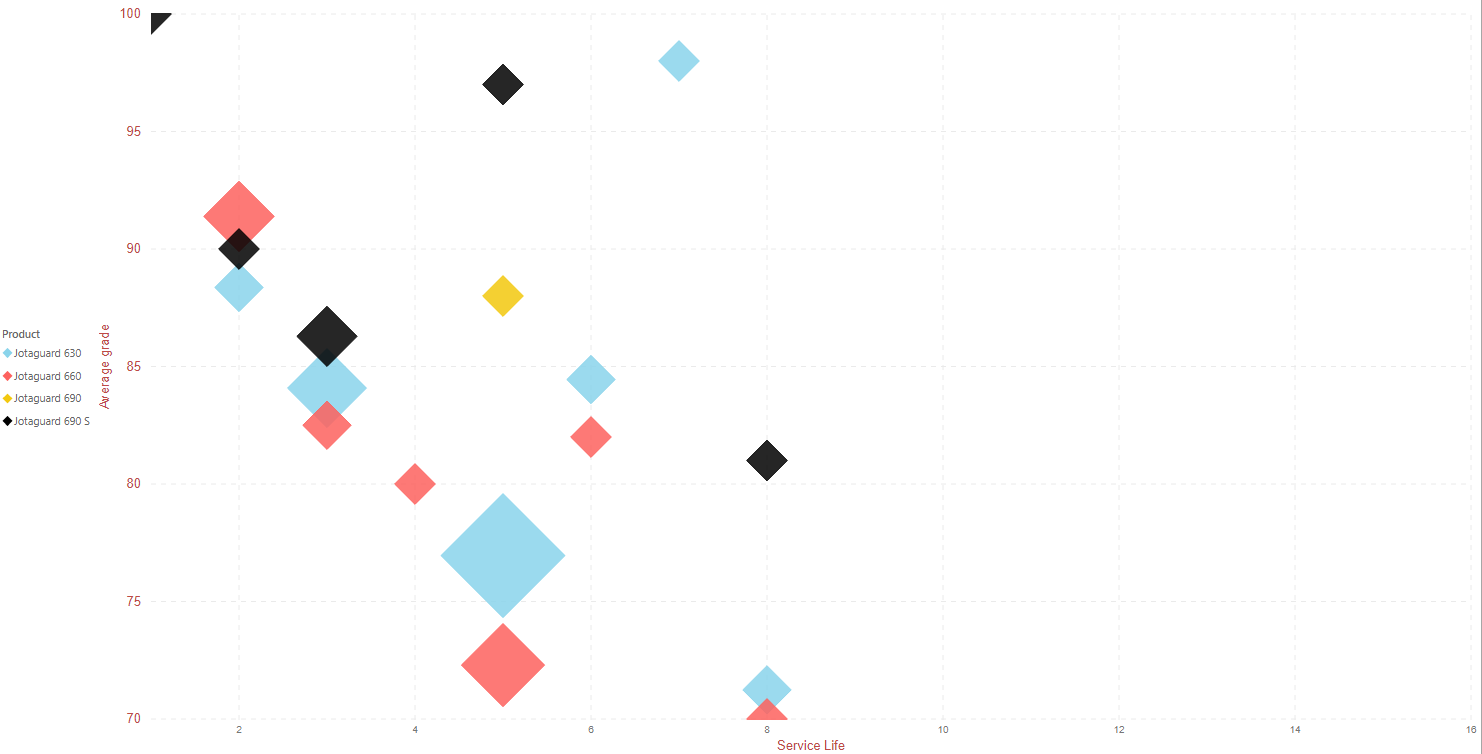 100
95
90
85
80
75
70
Average grade
Product
Jotaguard 630
Jotaguard 660
Jotaguard 690
Jotaguard 690 S
2 4 6 8 10 12 14 16
Service Life